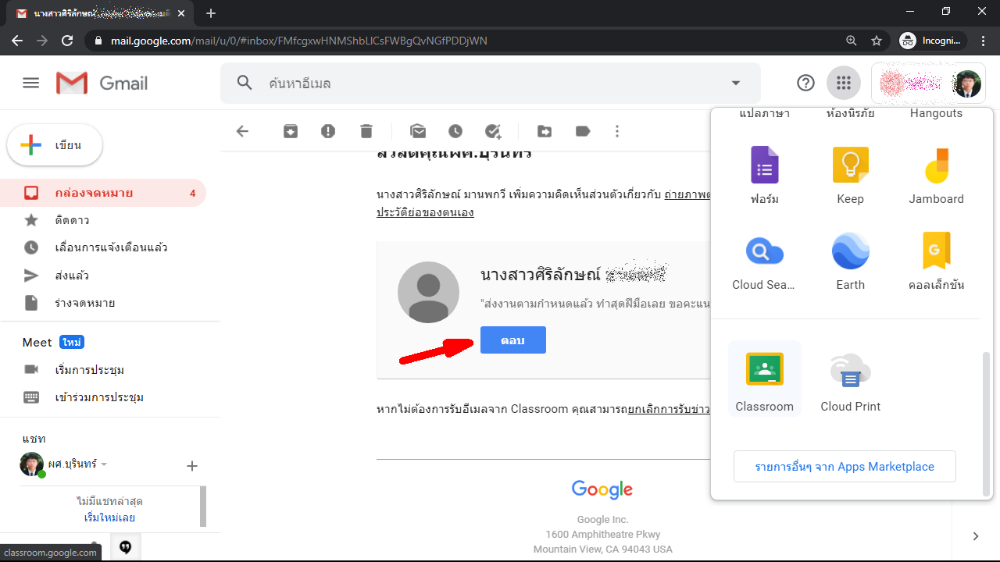 นางสาวศิริลักษณ์
mail.google.com/mail/u/0/#inbox/FMfcgxwHNMShbLlCsFWBgQvNGfPDDjWN
Incogni...
Gmail
ค้นหาอีเมล
เขียน
กล่องจดหมาย 4
ติดดาว
เลื่อนการแจ้งเตือนแล้ว
ส่งแล้ว
ร่างจดหมาย
Meet ใหม่
เริ่มการประชุม
เข้าร่วมการประชุม
แชท
ผศ.บุรินทร์
ไม่มีแชทล่าสุด
เริ่มใหม่เลย
classroom.google.com
สวัสดีคุณผศ.บุรินทร์
นางสาวศิริลักษณ์ มานพกวี เพิ่มความคิดเห็นส่วนตัวเกี่ยวกับ
ประวัติย่อของตนเอง
นางสาวศิริลักษณ์
"ส่งงานตามกำหนดแล้ว ทำสุดฝีมือเลย ขอคะแน
ตอบ
หากไม่ต้องการรับอีเมลจาก Classroom คุณสามารถยกเลิกการรับข่าว
Google
Google Inc.
1600 Amphitheatre Pkwy
Mountain View, CA 94043 USA
แปลภาษา ห้องนิรภัย Hangouts
ฟอร์ม Keep Jamboard
Cloud Sea... Earth คอลเล็กชัน
Classroom Cloud Print
รายการอื่นๆ จาก Apps Marketplace